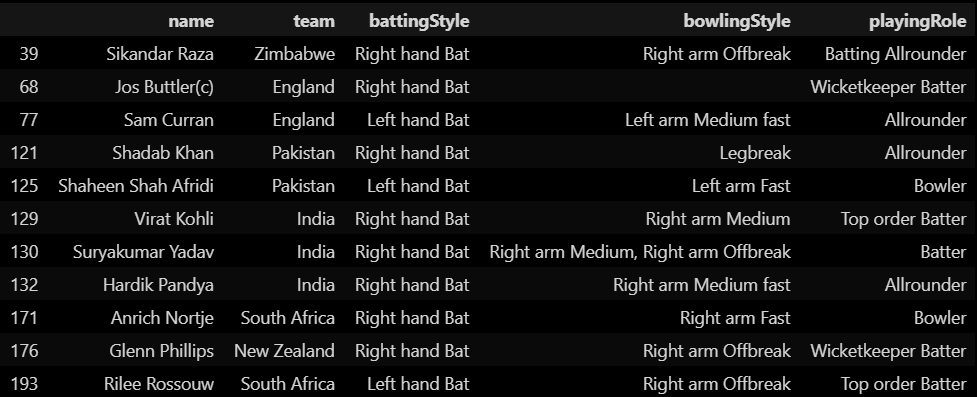 name team battingStyle bowlingStyle playingRole
39 Sikandar Raza Zimbabwe Right hand Bat Right arm Offbreak Batting Allrounder
68 Jos Buttler(c) England Right hand Bat Wicketkeeper Batter
77 Sam Curran England Left hand Bat Left arm Medium fast Allrounder
121 Shadab Khan Pakistan Right hand Bat Legbreak Allrounder
125 Shaheen Shah Afridi Pakistan Left hand Bat Left arm Fast Bowler
129 Virat Kohli India Right hand Bat Right arm Medium Top order Batter
130 Suryakumar Yadav India Right hand Bat Right arm Medium, Right arm Offbreak Batter
132 Hardik Pandya India Right hand Bat Right arm Medium fast Allrounder
171 Anrich Nortje South Africa Right hand Bat Right arm Fast Bowler
176 Glenn Phillips New Zealand Right hand Bat Right arm Offbreak Wicketkeeper Batter
193 Rilee Rossouw South Africa Left hand Bat Right arm Offbreak Top order Batter